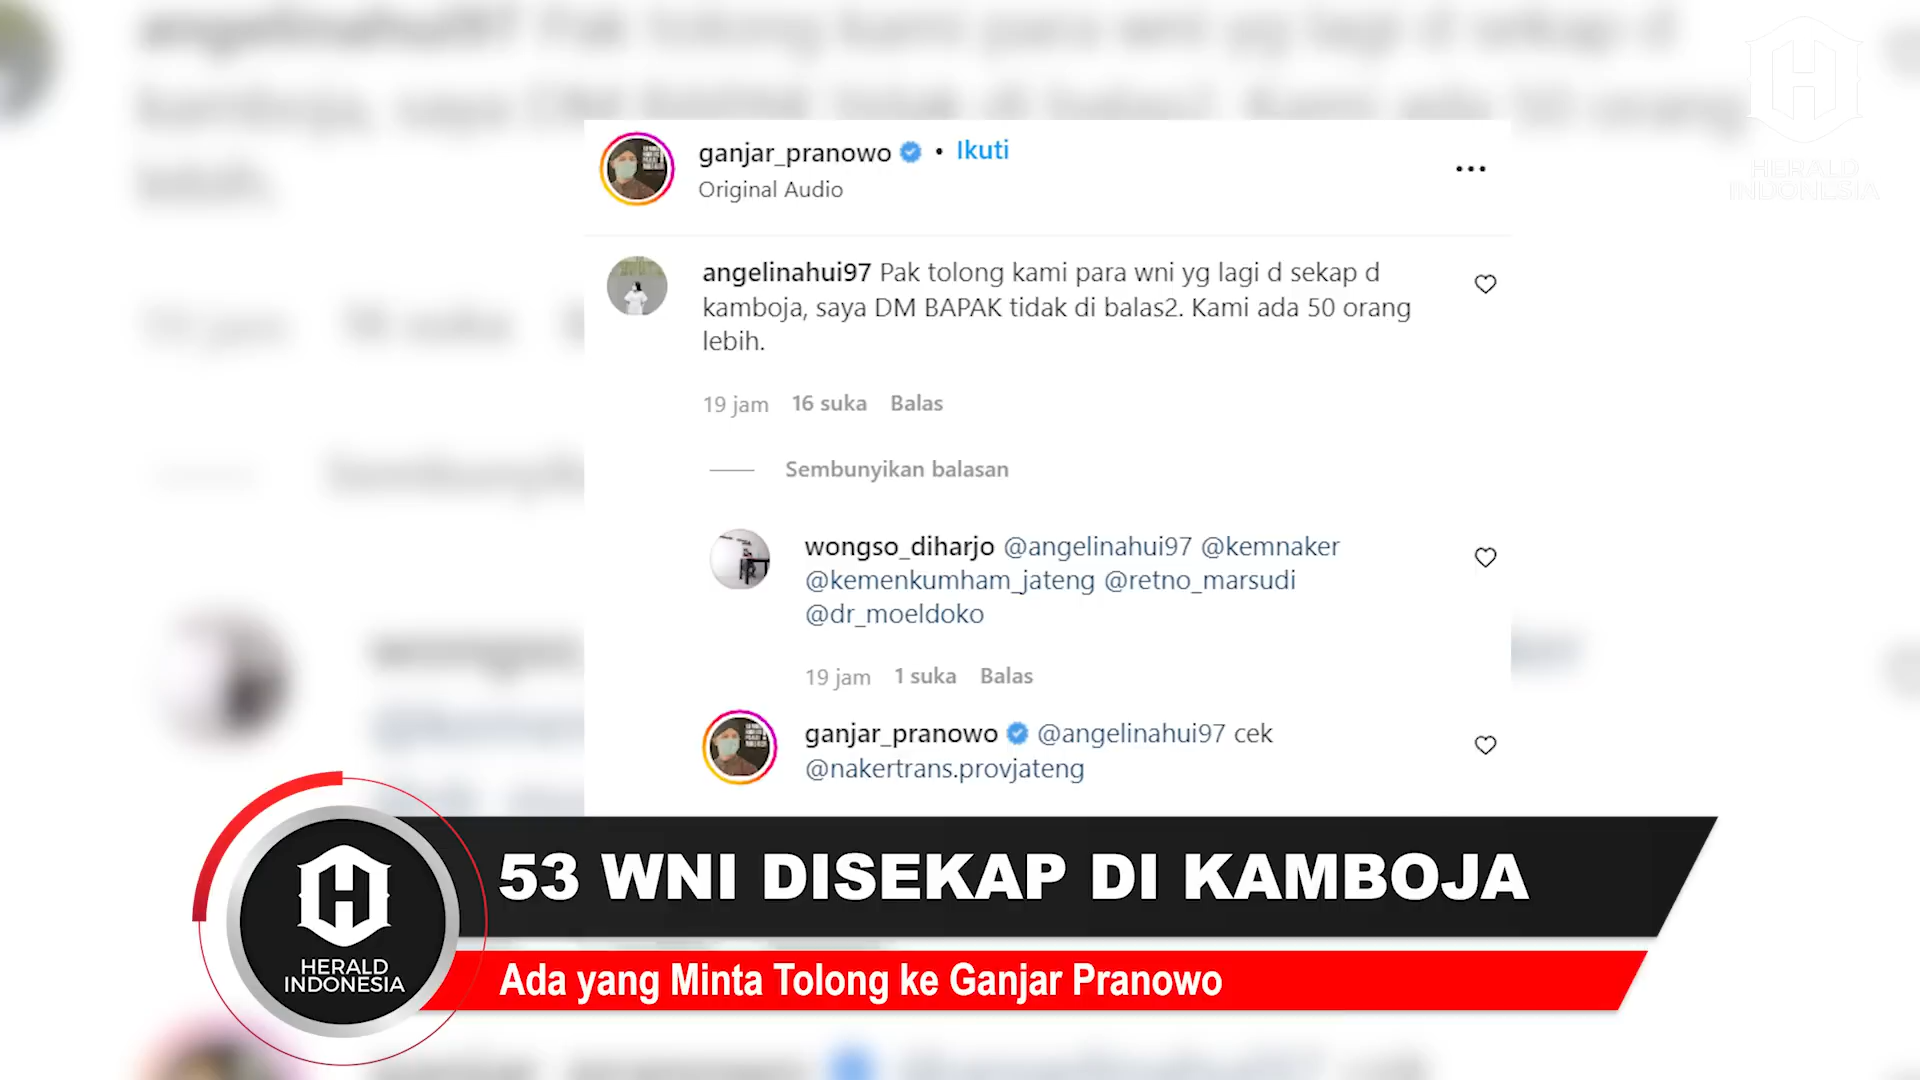 HERALD
INDONESIA
ganjar_pranowo • Ikuti
Original Audio
angelinahui97 Pak tolong kami para wni yg lagi d sekap d
kamboja, saya DM BAPAK tidak di balas2. Kami ada 50 orang
lebih.
19 jam 16 suka Balas
Sembunyikan balasan
wongso_diharjo @angelinahui97 @kemnaker
@kemenkumham_jateng @retno_marsudi
@dr_moeldoko
19 jam 1 suka Balas
ganjar_pranowo @angelinahui97 cek
@nakertrans.provjateng
53 WNI DISEKAP DI KAMBOJA
Ada yang Minta Tolong ke Ganjar Pranowo
HERALD
INDONESIA